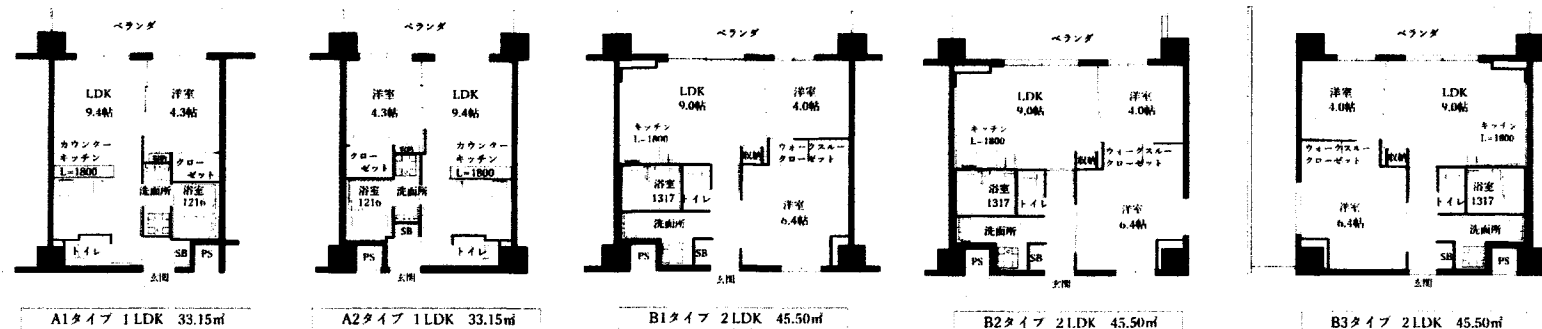 ベランダ
LDK
9.4帖
洋室
4.3帖
カウンター
キッチン
L=1800
クロー
ゼット
洗面所
浴室
1216
トイレ
SB
PS
玄関
A1タイプ 1LDK 33.15㎡
ベランダ
洋室
4.3帖
LDK
9.4帖
クロー
ゼット
カウンター
キッチン
L=1800
浴室
1216
洗面所
SB
トイレ
PS
玄関
A2タイプ 1LDK 33.15㎡
ベランダ
LDK
9.0帖
洋室
4.0帖
キッチン
L=1800
収納
ウォークスルー
クローゼット
浴室
1317
トイレ
洋室
6.4帖
洗面所
PS
SB
玄関
B1タイプ 2LDK 45.50㎡
ベランダ
LDK
9.0帖
洋室
4.0帖
キッチン
L=1800
収納
ウォークスルー
クローゼット
浴室
1317
トイレ
洋室
6.4帖
洗面所
PS
SB
玄関
B2タイプ 2LDK 45.50㎡
ベランダ
洋室
4.0帖
LDK
9.0帖
キッチン
L=1800
ウォークスルー
クローゼット
収納
トイレ
浴室
1317
洋室
6.4帖
洗面所
SB
PS
玄関
B3タイプ 2LDK 45.50㎡